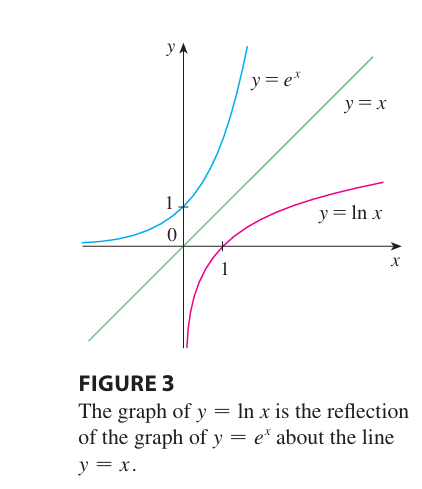 y
y = e^x
y = x
1
y = ln x
0
x
1
FIGURE 3
The graph of y = ln x is the reflection
of the graph of y = e^x about the line
y = x.